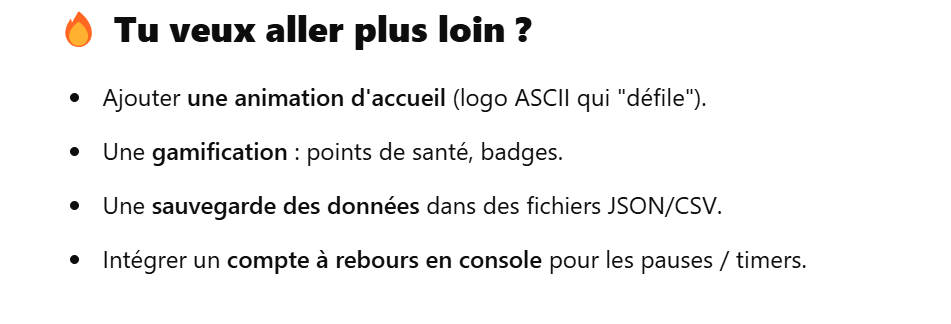 🔥 Tu veux aller plus loin ?
• Ajouter une animation d'accueil (logo ASCII qui "défile").
• Une gamification : points de santé, badges.
• Une sauvegarde des données dans des fichiers JSON/CSV.
• Intégrer un compte à rebours en console pour les pauses / timers.